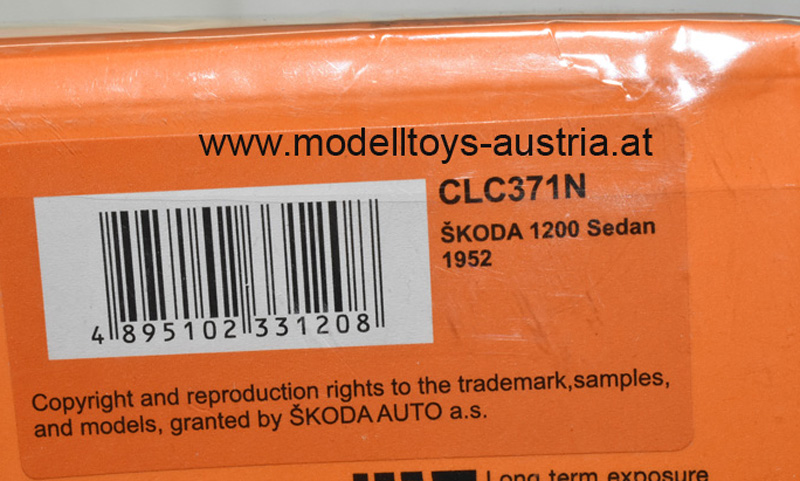 www.modelltoys-austria.at
CLC371N
ŠKODA 1200 Sedan
1952
4 895102 331208
Copyright and reproduction rights to the trademark,samples,
and models, granted by ŠKODA AUTO a.s.
Long term exposure